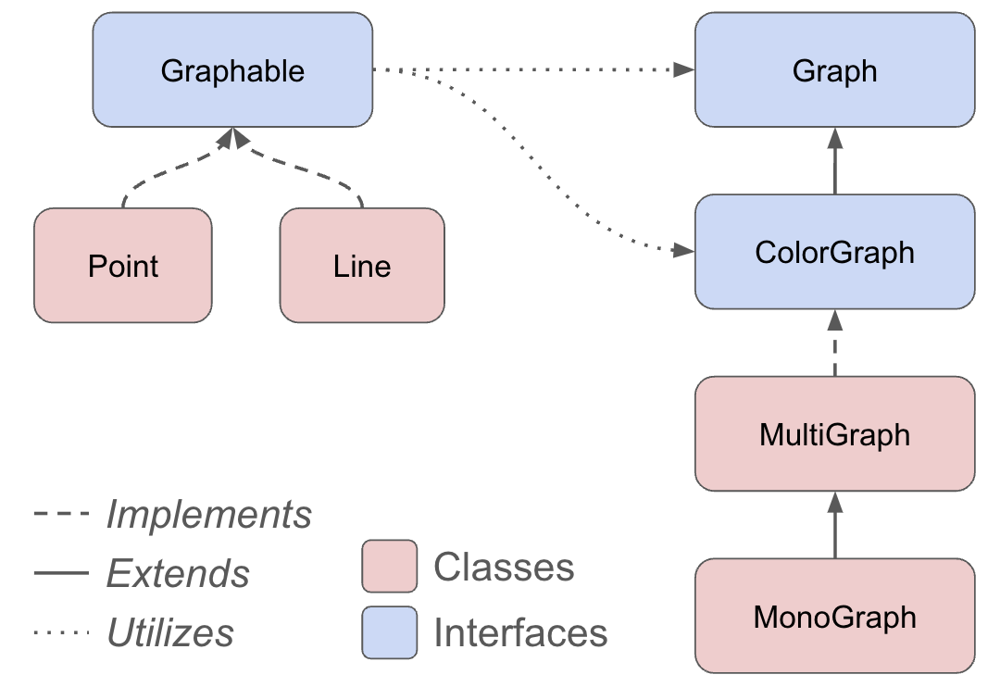 Graphable
Graph
Point
Line
ColorGraph
MultiGraph
MonoGraph
Implements
Extends
Utilizes
Classes
Interfaces